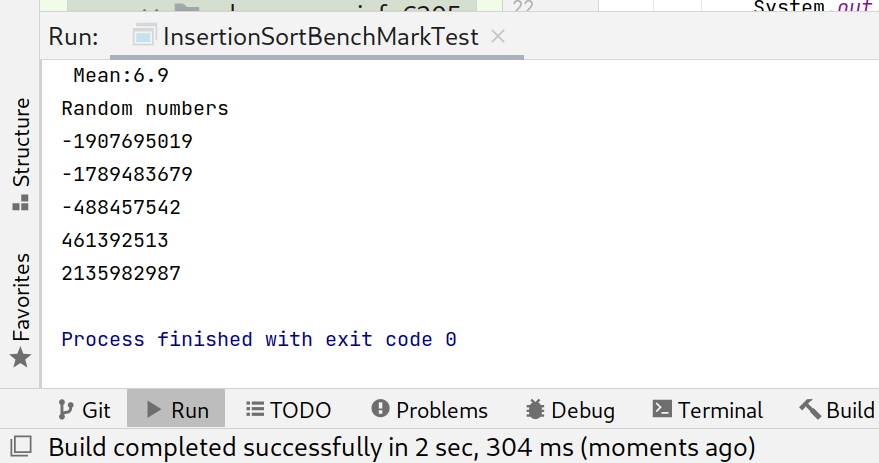 22
System.out
Run:
InsertionSortBenchMarkTest
Mean:6.9
Random numbers
-1907695019
-1789483679
-488457542
461392513
2135982987
Process finished with exit code 0
Structure
Favorites
Git
Run
TODO
Problems
Debug
Terminal
Build
Build completed successfully in 2 sec, 304 ms (moments ago)